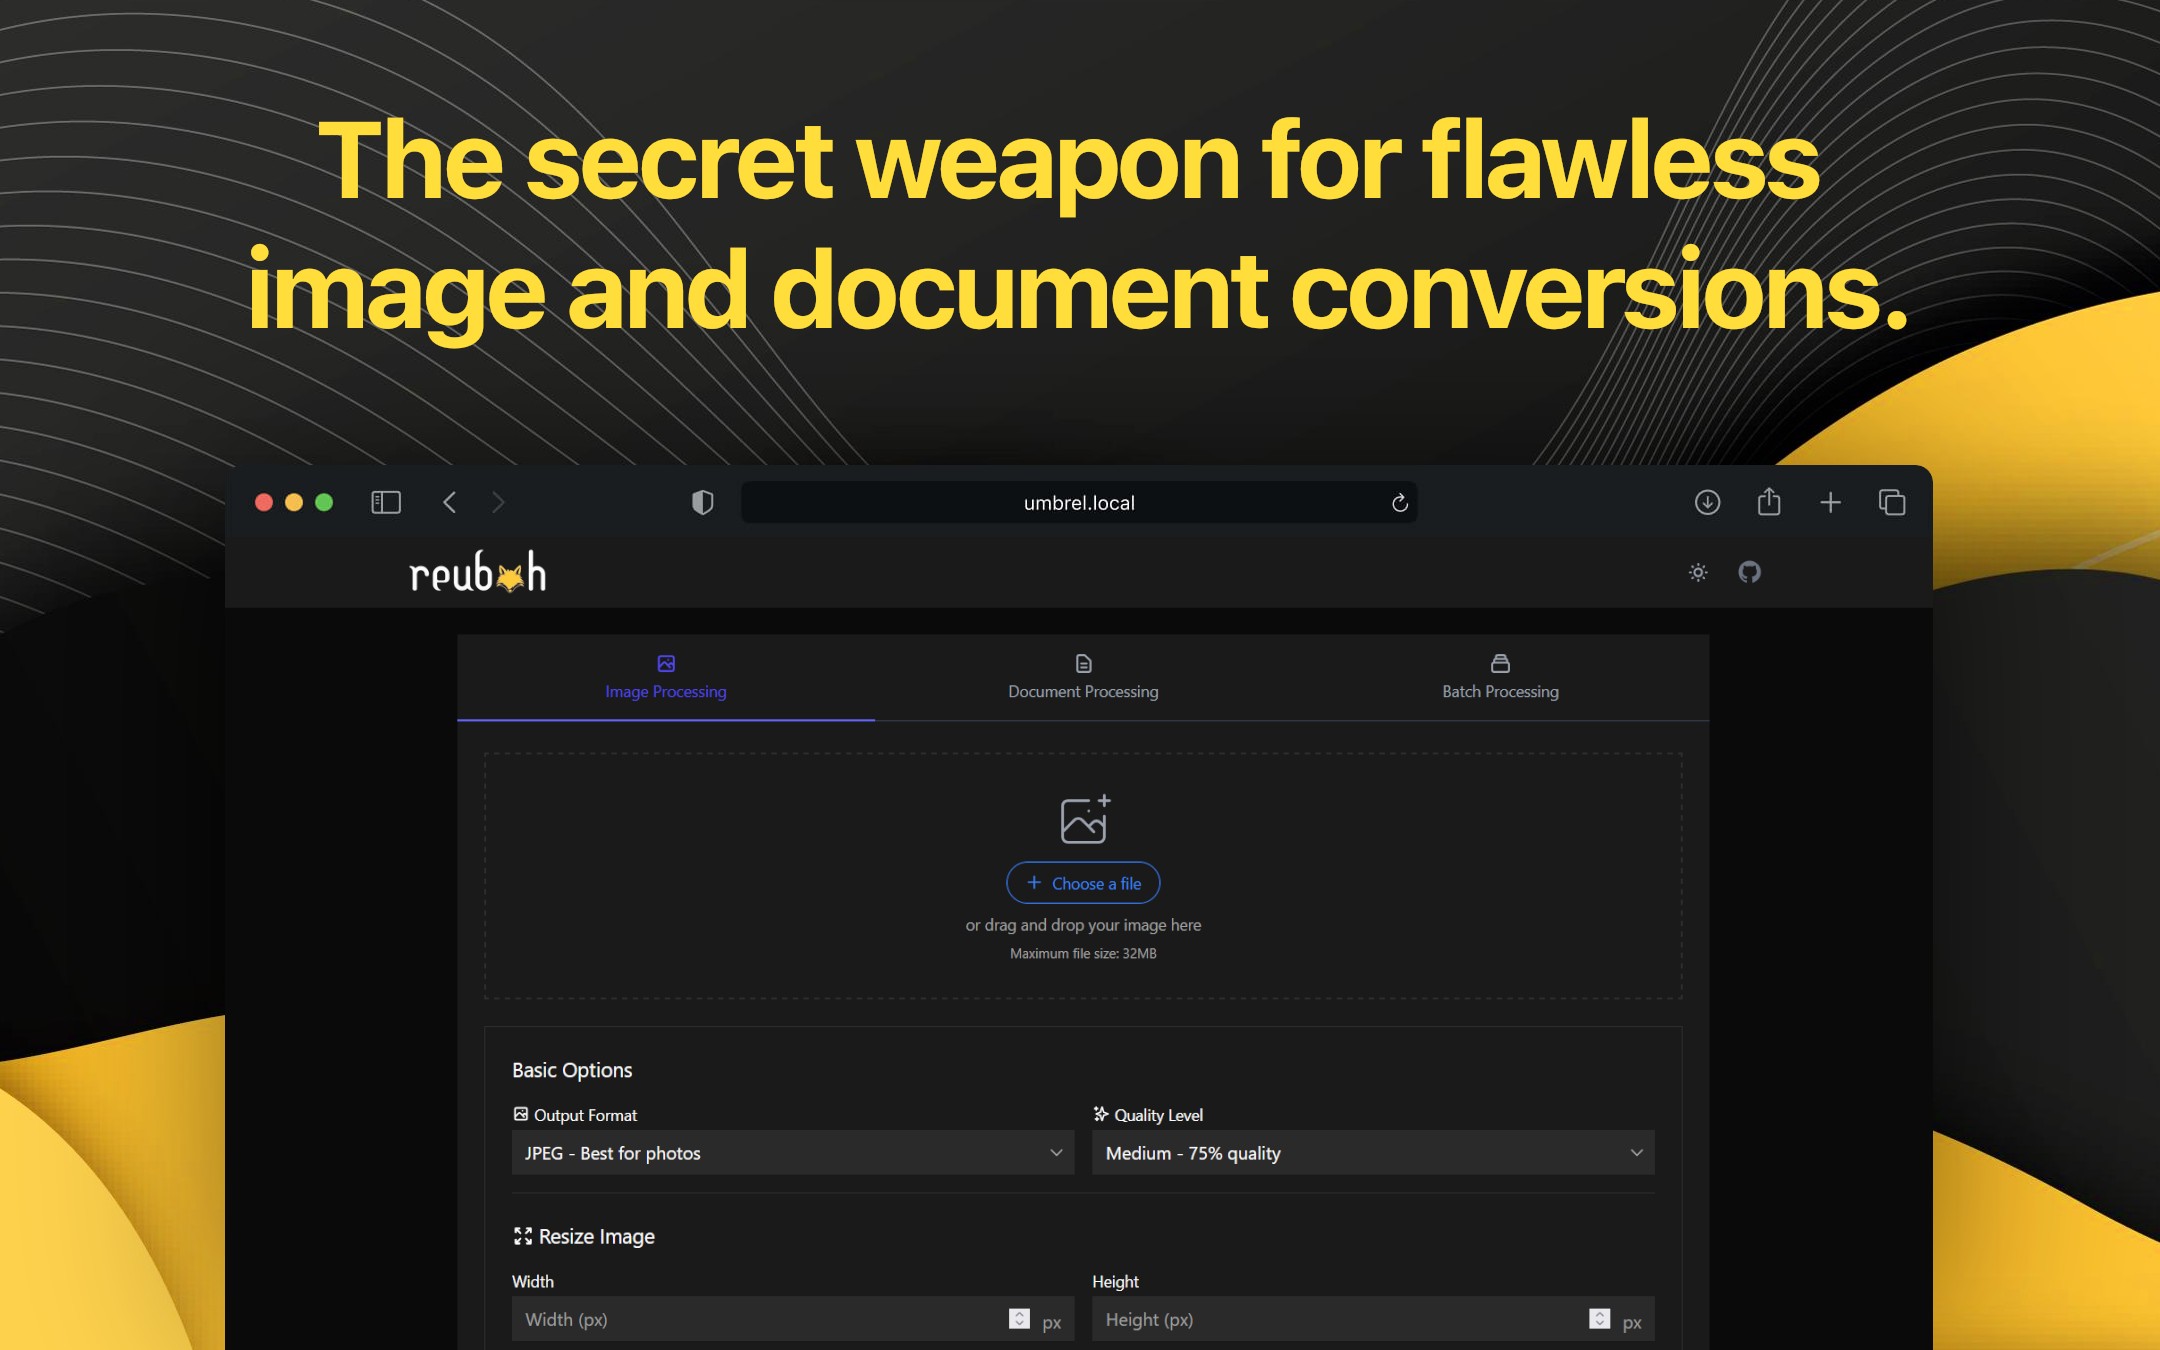 The secret weapon for flawless
image and document conversions.
umbrel.local
reubah
Image Processing
Document Processing
Batch Processing
Choose a file
or drag and drop your image here
Maximum file size: 32MB
Basic Options
Output Format
Quality Level
JPEG - Best for photos
Medium - 75% quality
Resize Image
Width
Height
Width (px)
px
Height (px)
px